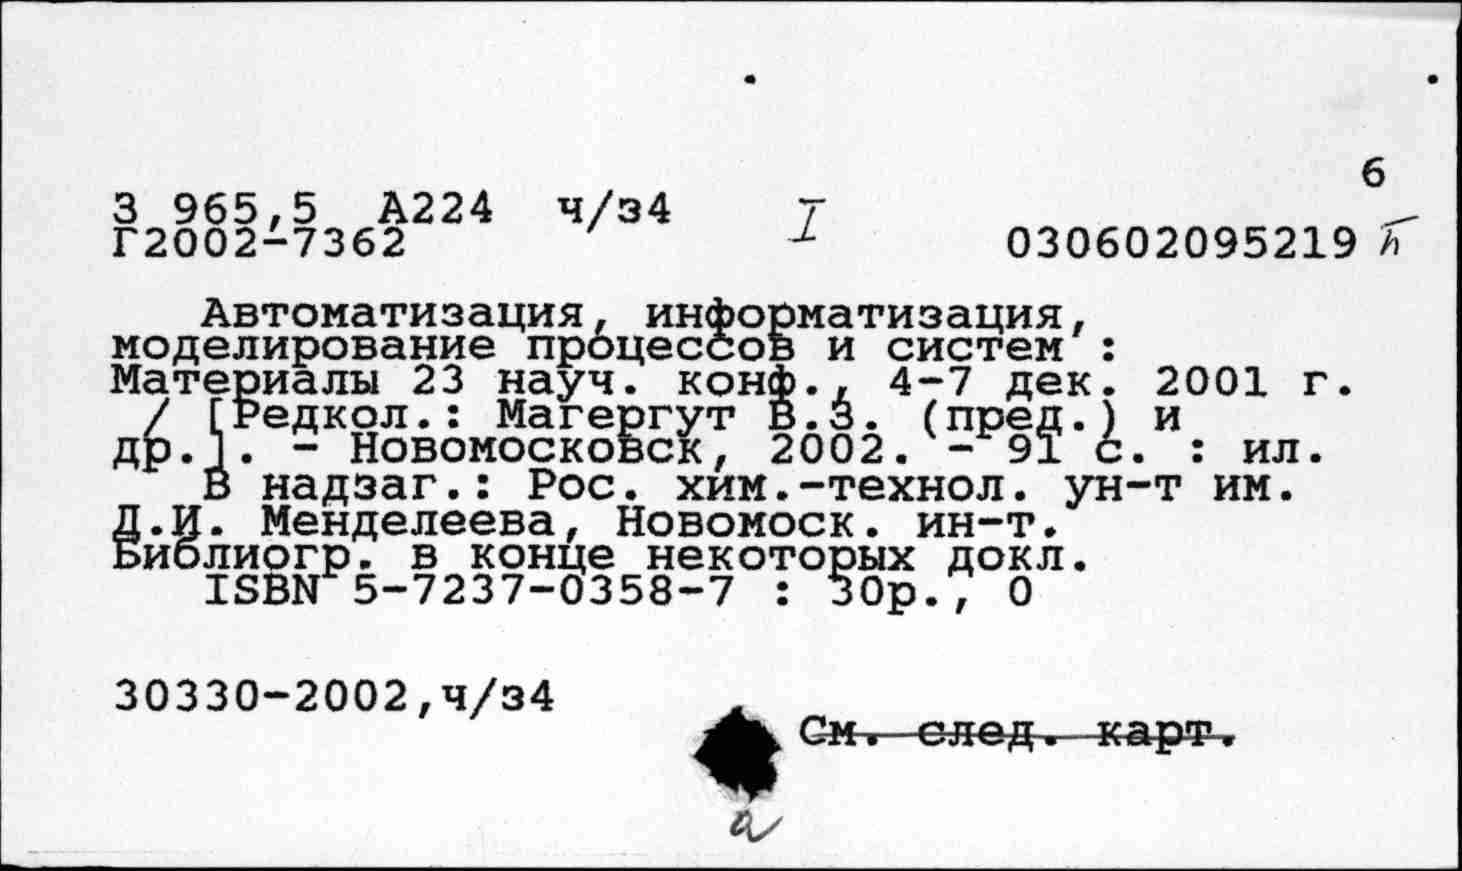 6
З 965,5 А224 ч/з4 I
Г2002-7362 030602095219
Автоматизация, информатизация,
моделирование процессов и систем :
Материалы 23 науч. конф., 4-7 дек. 2001 г.
/ [Редкол.: Магергут В.З. (пред.) и
др.]. - Новомосковск, 2002. - 91 с. : ил.
В надзаг.: Рос. хим.-технол. ун-т им.
Д.И. Менделеева, Новомоск. ин-т.
Библиогр. в конце некоторых докл.
ISBN 5-7237-0358-7 : 30р., 0
30330-2002,ч/з4
См. след. карт.
а